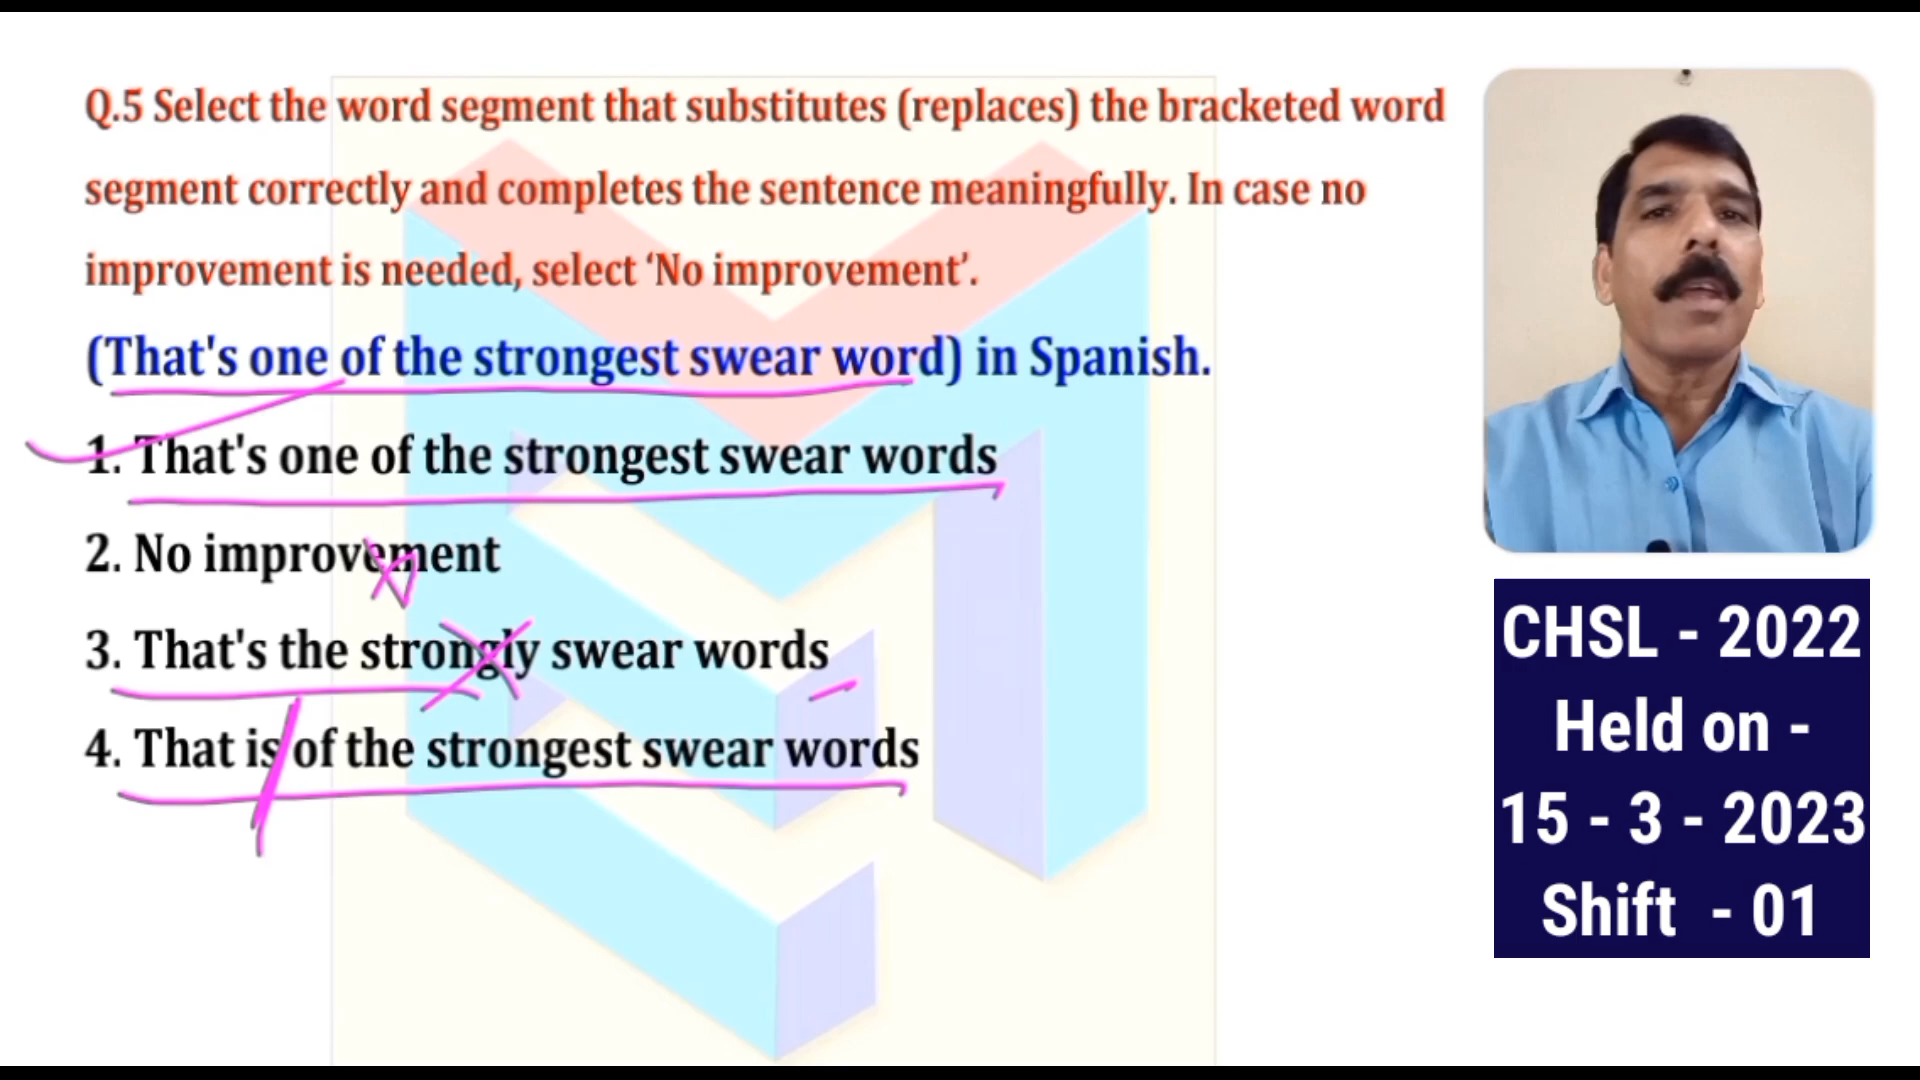 Q.5 Select the word segment that substitutes (replaces) the bracketed word
segment correctly and completes the sentence meaningfully. In case no
improvement is needed, select ‘No improvement’.
(That's one of the strongest swear word) in Spanish.
1. That's one of the strongest swear words
2. No improvement
3. That's the strongly swear words
4. That is of the strongest swear words
CHSL - 2022
Held on -
15 - 3 - 2023
Shift - 01